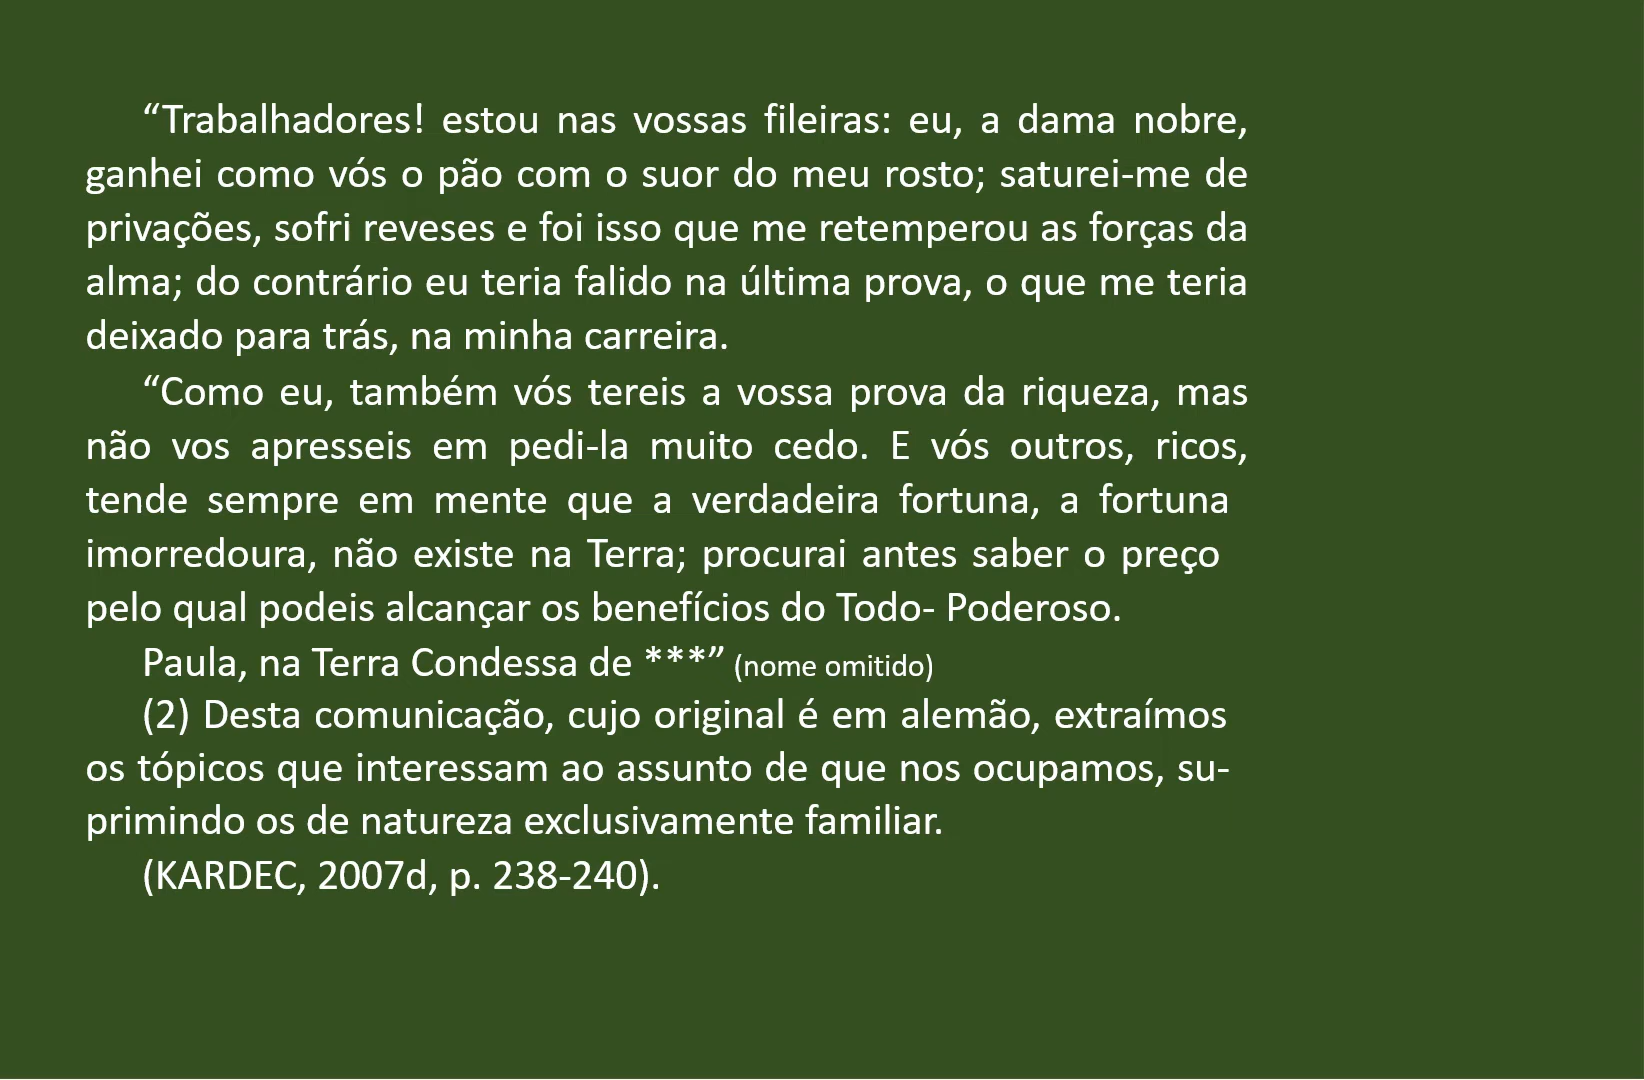 “Trabalhadores! estou nas vossas fileiras: eu, a dama nobre,
ganhei como vós o pão com o suor do meu rosto; saturei-me de
privações, sofri reveses e foi isso que me retemperou as forças da
alma; do contrário eu teria falido na última prova, o que me teria
deixado para trás, na minha carreira.
“Como eu, também vós tereis a vossa prova da riqueza, mas
não vos apresseis em pedi-la muito cedo. E vós outros, ricos,
tende sempre em mente que a verdadeira fortuna, a fortuna
imorredoura, não existe na Terra; procurai antes saber o preço
pelo qual podeis alcançar os benefícios do Todo- Poderoso.
Paula, na Terra Condessa de ***” (nome omitido)
(2) Desta comunicação, cujo original é em alemão, extraímos
os tópicos que interessam ao assunto de que nos ocupamos, su-
primindo os de natureza exclusivamente familiar.
(KARDEC, 2007d, p. 238-240).